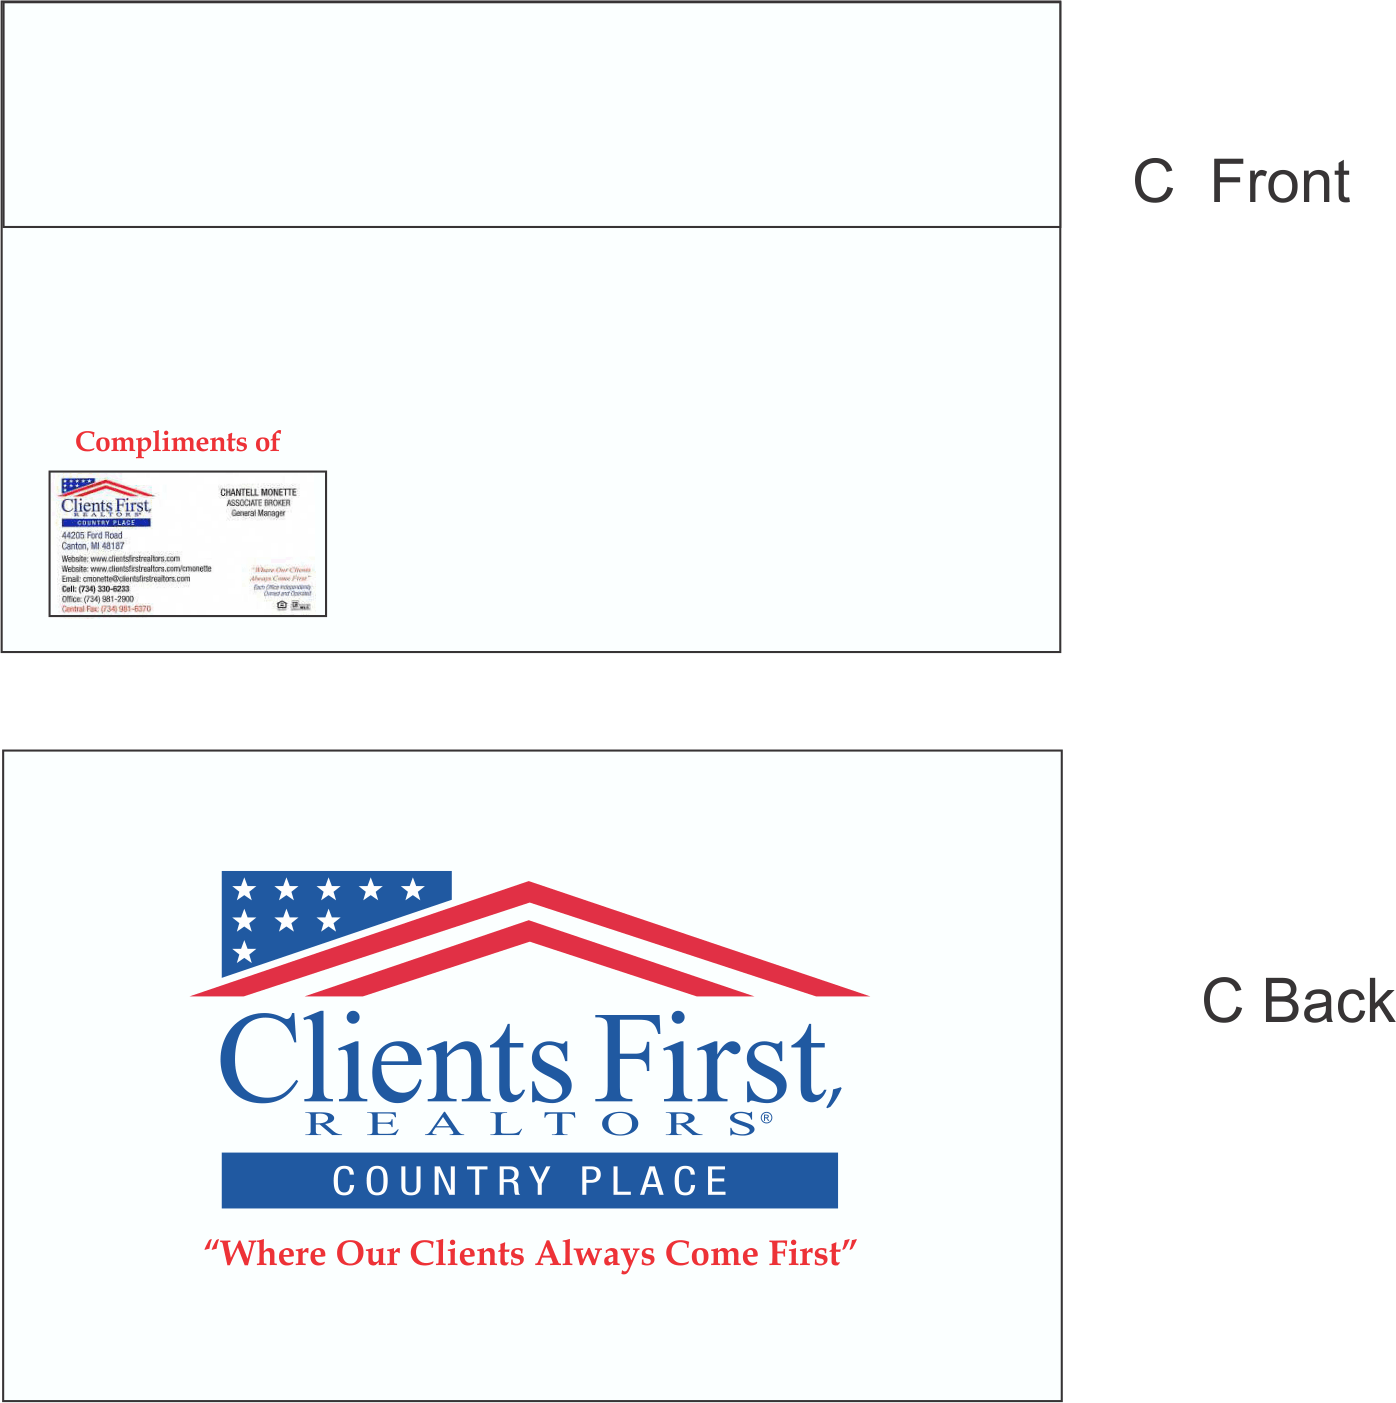 C Front
Compliments of
Clients First,
REALTORS®
COUNTRY PLACE
44205 Ford Road
Canton, MI 48187
Website: www.clientsfirstrealtors.com
Website: www.clientsfirstrealtors.com/cmonette
Email: cmonette@clientsfirstrealtors.com
Cell: (734) 330-6233
Office: (734) 981-2900
Central Fax: (734) 981-6370
CHANTELL MONETTE
ASSOCIATE BROKER
General Manager
"Where Our Clients
Always Come First"
Each Office Independently
Owned and Operated
C Back
Clients First,
REALTORS®
COUNTRY PLACE
“Where Our Clients Always Come First”